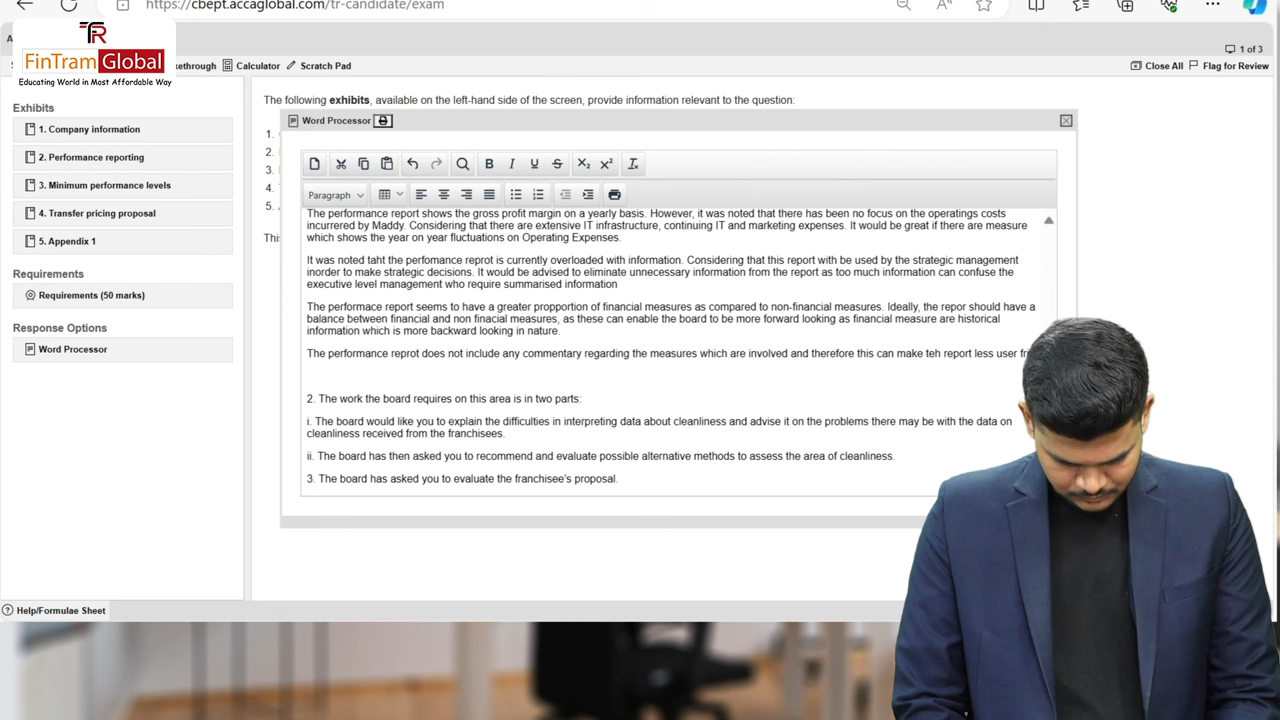 https://cbept.accaglobal.com/tr-candidate/exam
FinTram Global
Educating World in Most Affordable Way
1 of 3
kethrough Calculator Scratch Pad
Close All Flag for Review
Exhibits
1. Company information
2. Performance reporting
3. Minimum performance levels
4. Transfer pricing proposal
5. Appendix 1
Requirements
Requirements (50 marks)
Response Options
Word Processor
The following exhibits, available on the left-hand side of the screen, provide information relevant to the question:
1.
2.
3.
4.
5.
Word Processor
B I U S X2 X2 Ix
Paragraph
The performance report shows the gross profit margin on a yearly basis. However, it was noted that there has been no focus on the operatings costs
incurrered by Maddy. Considering that there are extensive IT infrastructure, continuing IT and marketing expenses. It would be great if there are measure
which shows the year on year fluctuations on Operating Expenses.
It was noted taht the perfomance reprot is currently overloaded with information. Considering that this report with be used by the strategic management
inorder to make strategic decisions. It would be advised to eliminate unnecessary information from the report as too much information can confuse the
executive level management who require summarised information
The performace report seems to have a greater propportion of financial measures as compared to non-financial measures. Ideally, the repor should have a
balance between financial and non finacial measures, as these can enable the board to be more forward looking as financial measure are historical
information which is more backward looking in nature.
The performance reprot does not include any commentary regarding the measures which are involved and therefore this can make teh report less user
2. The work the board requires on this area is in two parts:
i. The board would like you to explain the difficulties in interpreting data about cleanliness and advise it on the problems there may be with the data on
cleanliness received from the franchisees.
ii. The board has then asked you to recommend and evaluate possible alternative methods to assess the area of cleanliness.
3. The board has asked you to evaluate the franchisee's proposal.
Help/Formulae Sheet